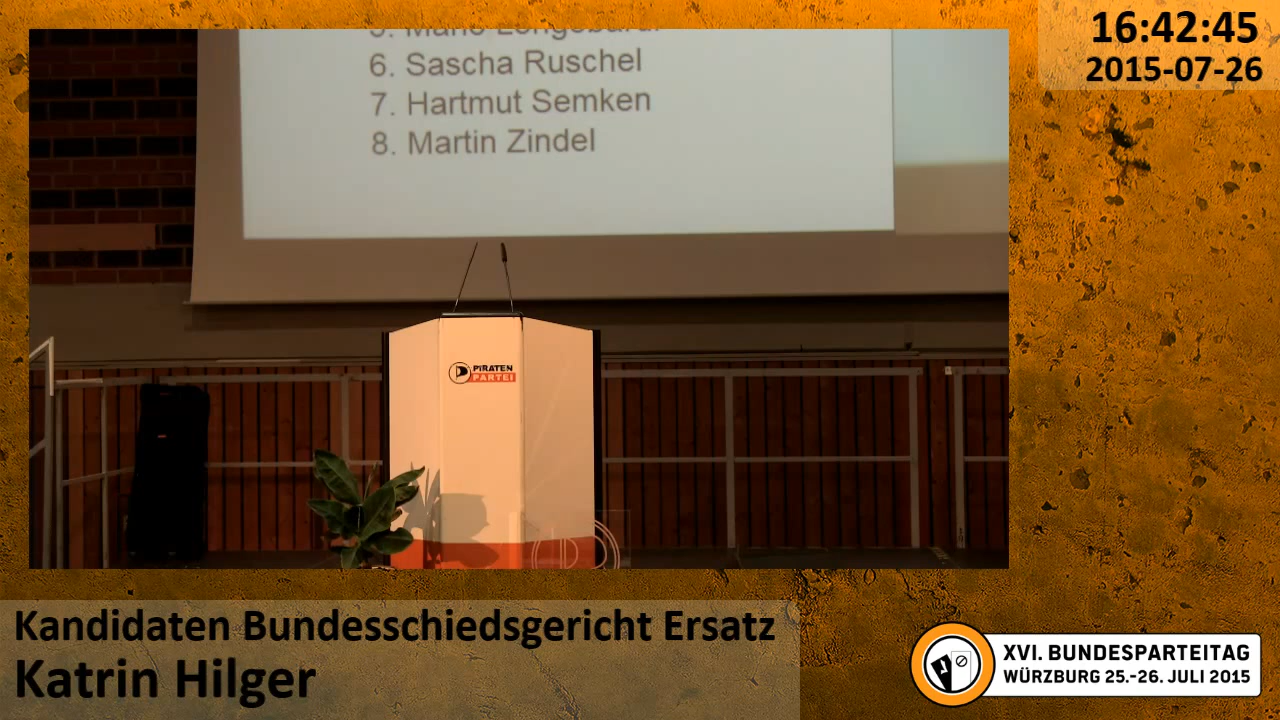 16:42:45
2015-07-26
6. Sascha Ruschel
7. Hartmut Semken
8. Martin Zindel
PIRATEN
PARTEI
Kandidaten Bundesschiedsgericht Ersatz
Katrin Hilger
XVI. BUNDESPARTEITAG
WÜRZBURG 25.-26. JULI 2015